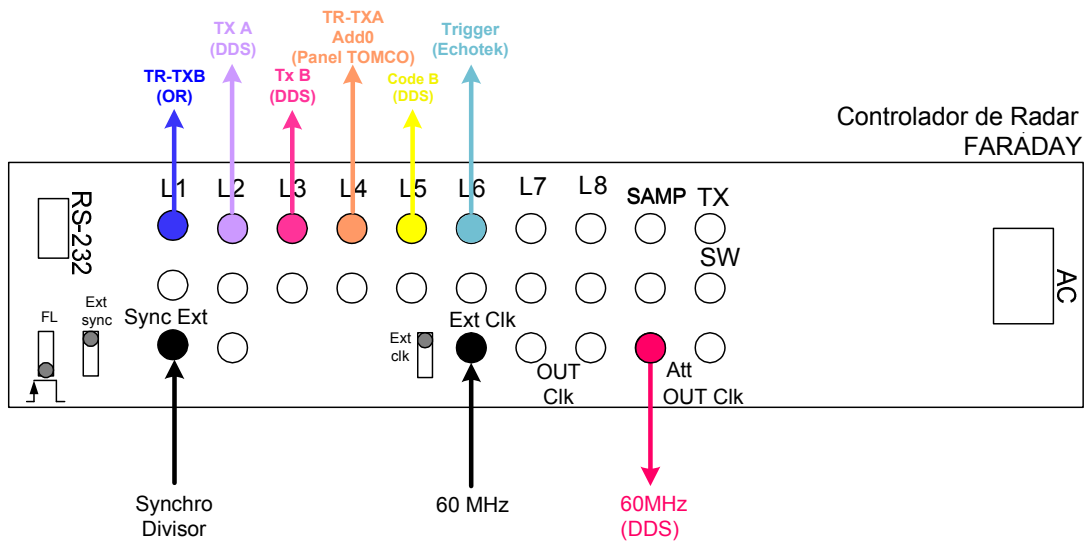 TR-TXB
(OR)
TX A
(DDS)
Tx B
(DDS)
TR-TXA
Add0
(Panel TOMCO)
Code B
(DDS)
Trigger
(Echotek)
Controlador de Radar
FARADAY
RS-232
L1
L2
L3
L4
L5
L6
L7
L8
SAMP
TX
SW
AC
FL
Ext
sync
Sync Ext
Ext
clk
Ext Clk
OUT
Clk
Att
OUT Clk
Synchro
Divisor
60 MHz
60MHz
(DDS)